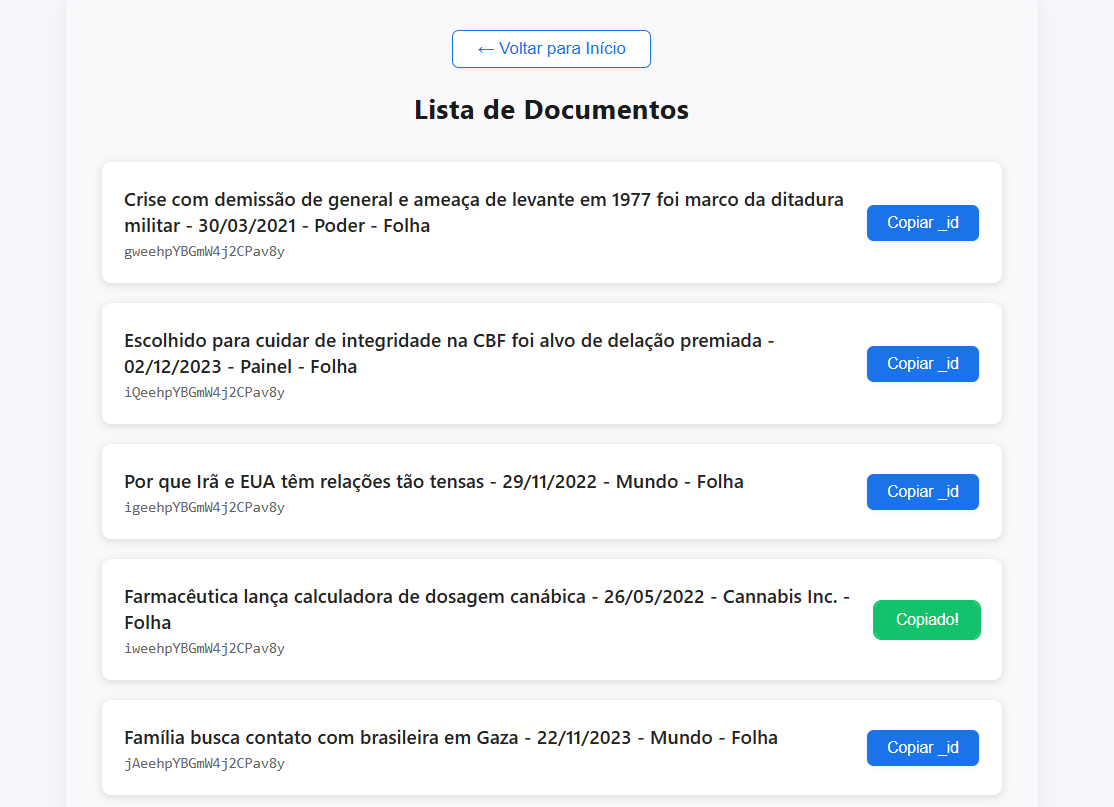 ← Voltar para Início
Lista de Documentos
Crise com demissão de general e ameaça de levante em 1977 foi marco da ditadura
militar - 30/03/2021 - Poder - Folha
gweehpYBGmW4j2CPav8y
Copiar _id
Escolhido para cuidar de integridade na CBF foi alvo de delação premiada -
02/12/2023 - Painel - Folha
iQeehpYBGmW4j2CPav8y
Copiar _id
Por que Irã e EUA têm relações tão tensas - 29/11/2022 - Mundo - Folha
igeehpYBGmW4j2CPav8y
Copiar _id
Farmacêutica lança calculadora de dosagem canábica - 26/05/2022 - Cannabis Inc. -
Folha
iweehpYBGmW4j2CPav8y
Copiado!
Família busca contato com brasileira em Gaza - 22/11/2023 - Mundo - Folha
jAeehpYBGmW4j2CPav8y
Copiar _id